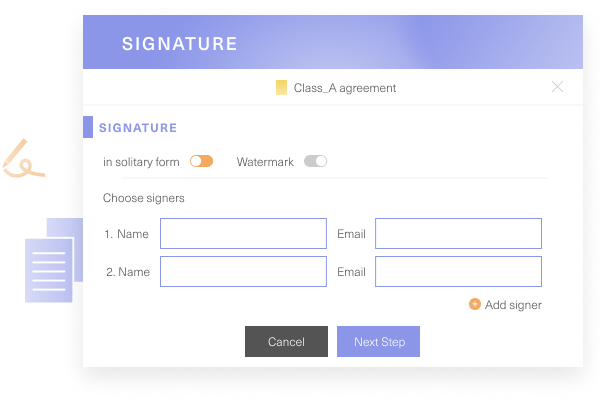 SIGNATURE
Class_A agreement
SIGNATURE
in solitary form Watermark
Choose signers
1. Name Email
2. Name Email
Add signer
Cancel Next Step